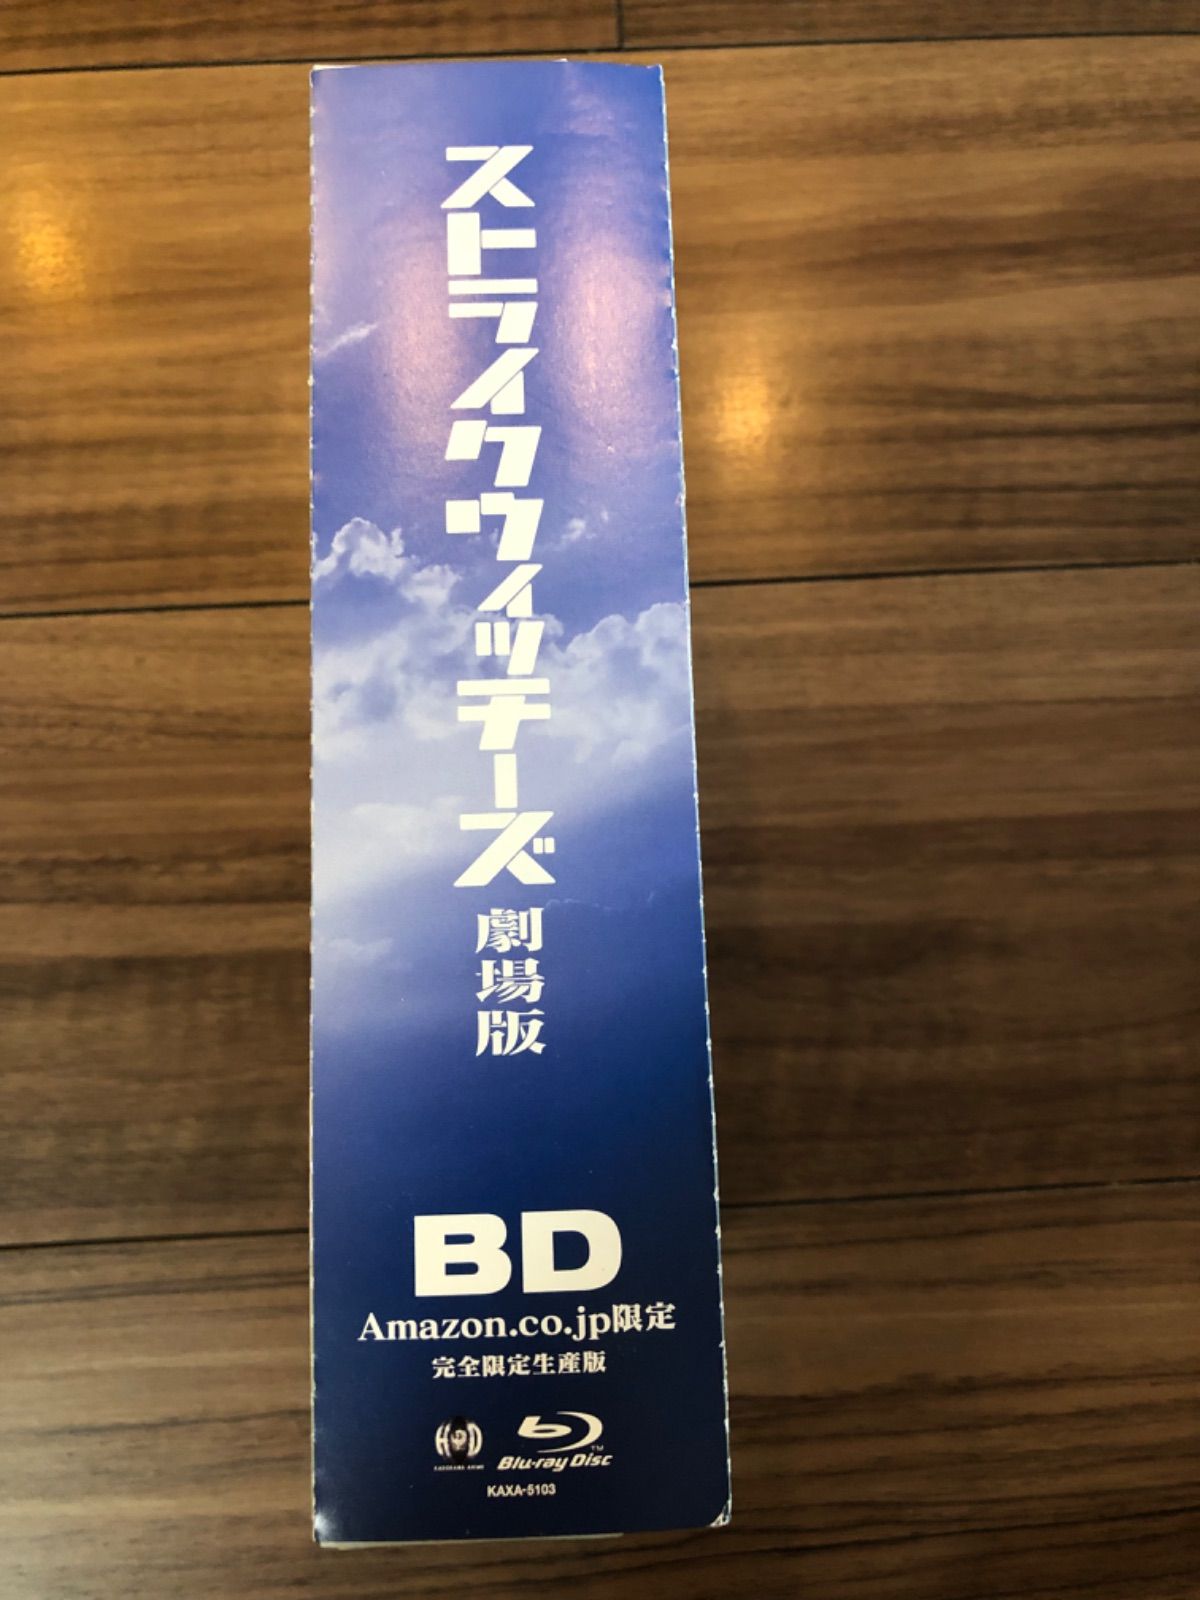 ストライクウィッチーズ 劇場版
BD
Amazon.co.jp限定
完全限定生産版
Blu-ray Disc™
KAXA-5103